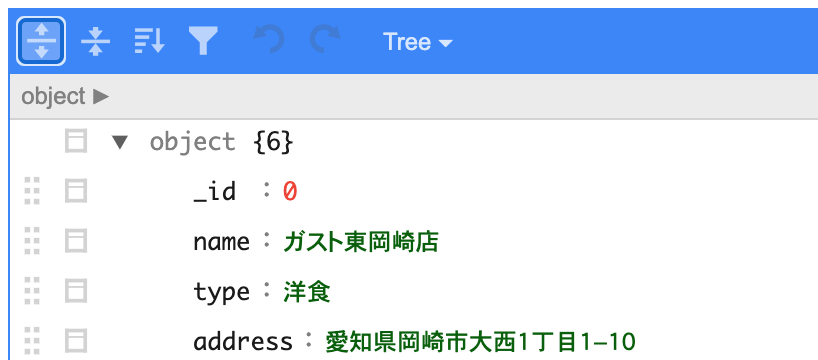 Tree
object
object {6}
_id : 0
name : ガスト東岡崎店
type : 洋食
address : 愛知県岡崎市大西1丁目1−10